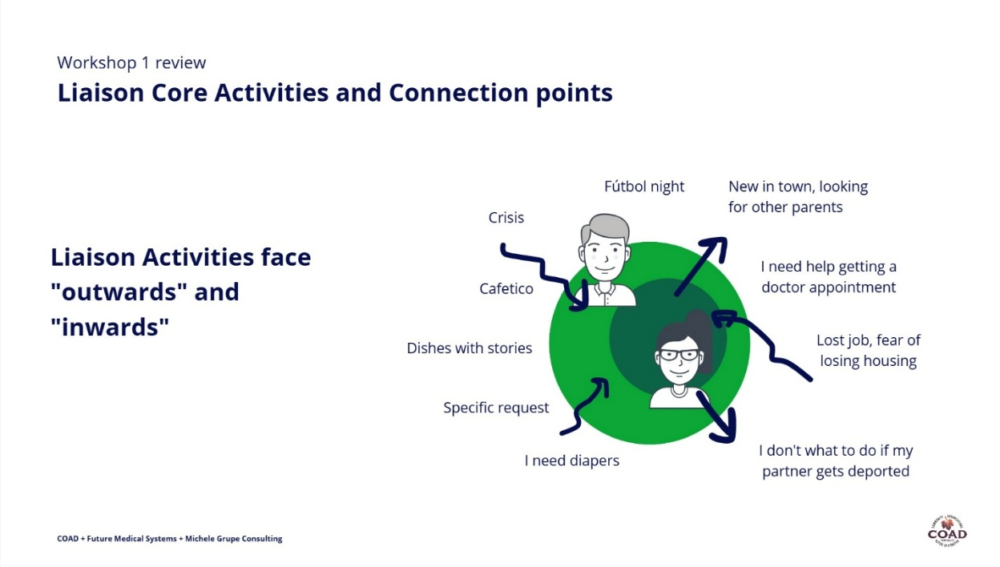 Workshop 1 review
Liaison Core Activities and Connection points
Liaison Activities face
"outwards" and
"inwards"
Fútbol night
New in town, looking
for other parents
Crisis
I need help getting a
doctor appointment
Cafetico
Lost job, fear of
losing housing
Dishes with stories
Specific request
I need diapers
I don't what to do if my
partner gets deported
COAD + Future Medical Systems + Michele Grupe Consulting
COAD